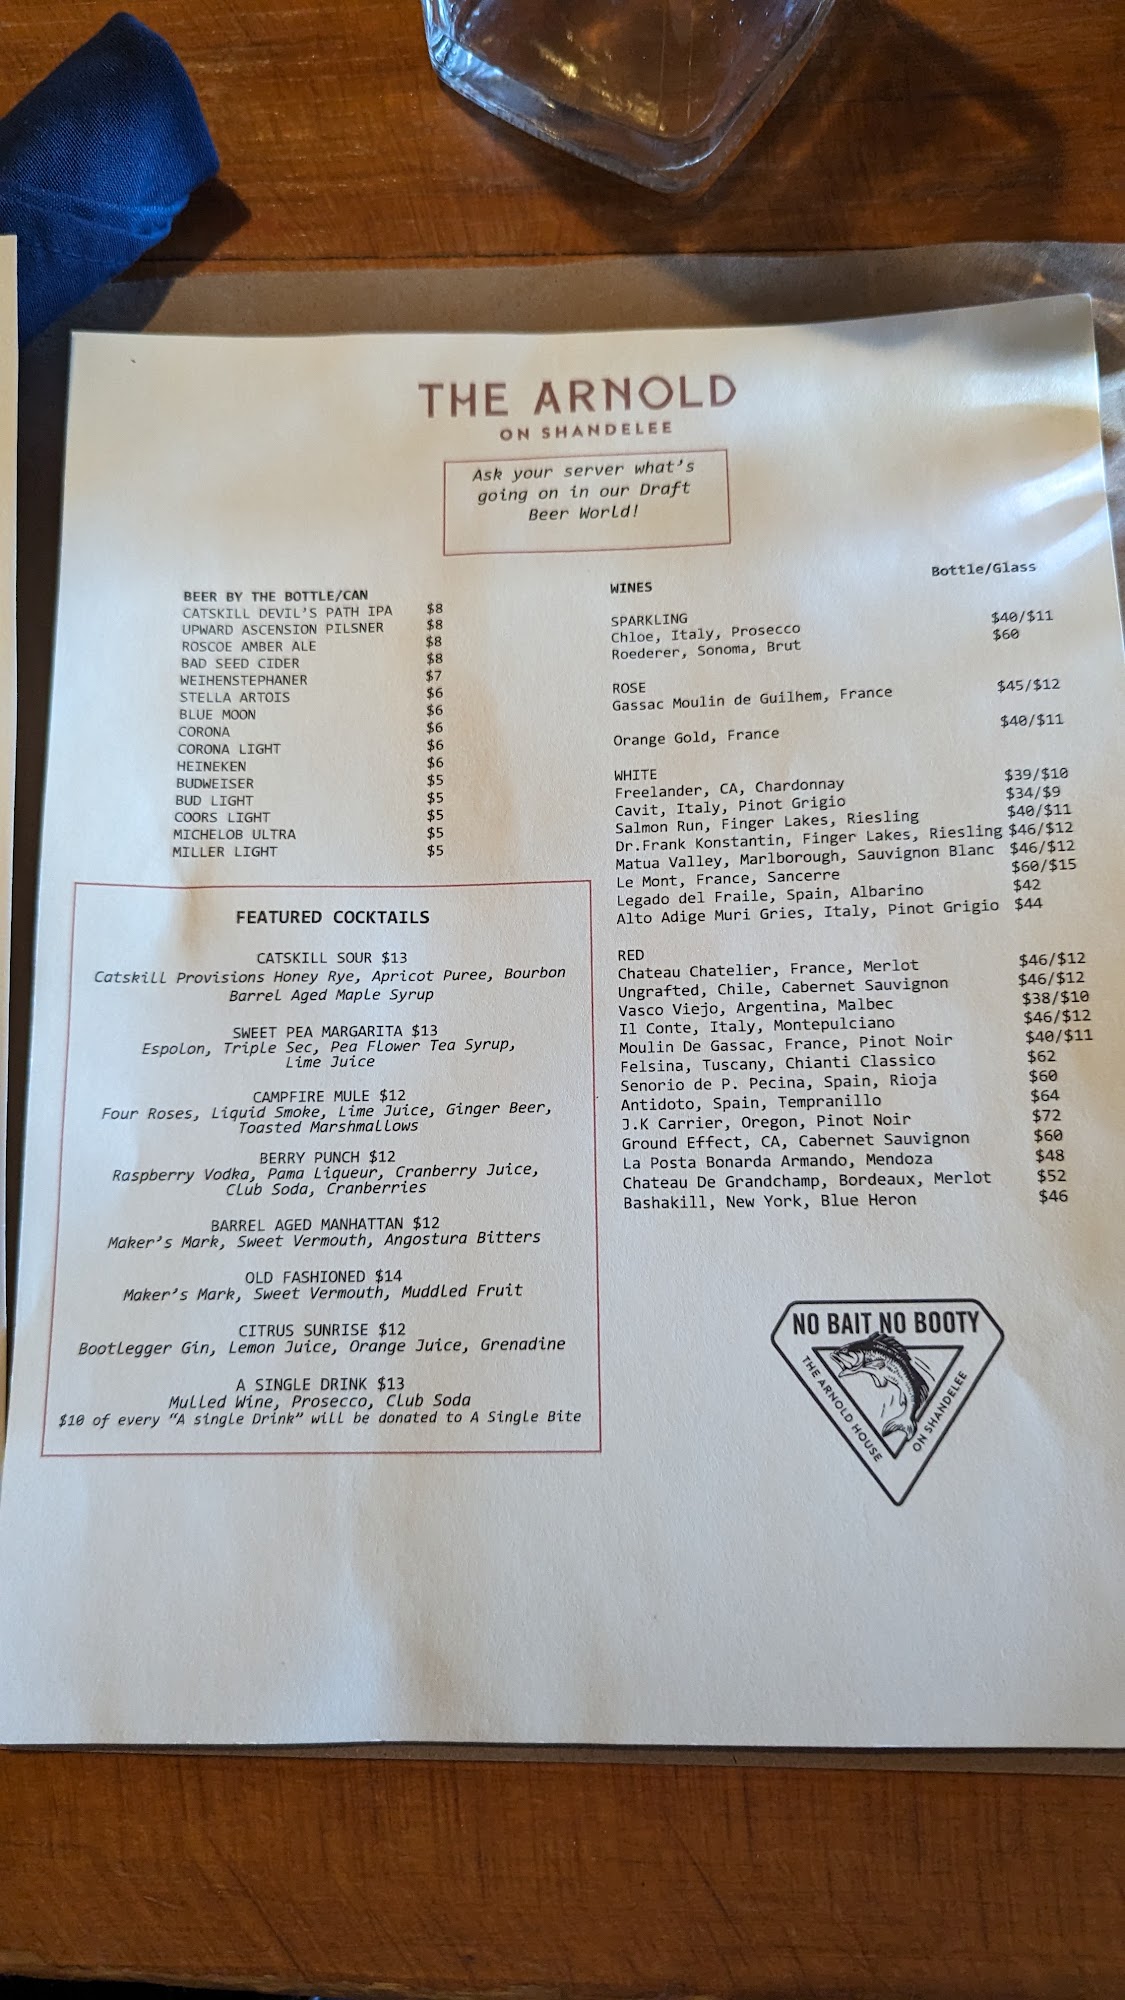 THE ARNOLD
ON SHANDELEE
Ask your server what's
going on in our Draft
Beer World!
BEER BY THE BOTTLE/CAN
CATSKILL DEVIL'S PATH IPA $8
UPWARD ASCENSION PILSNER $8
ROSCOE AMBER ALE $8
BAD SEED CIDER $8
WEIHENSTEPHANER $7
STELLA ARTOIS $6
BLUE MOON $6
CORONA $6
CORONA LIGHT $6
HEINEKEN $6
BUDWEISER $5
BUD LIGHT $5
COORS LIGHT $5
MICHELOB ULTRA $5
MILLER LIGHT $5
FEATURED COCKTAILS
CATSKILL SOUR $13
Catskill Provisions Honey Rye, Apricot Puree, Bourbon
Barrel Aged Maple Syrup
SWEET PEA MARGARITA $13
Espolon, Triple Sec, Pea Flower Tea Syrup,
Lime Juice
CAMPFIRE MULE $12
Four Roses, Liquid Smoke, Lime Juice, Ginger Beer,
Toasted Marshmallows
BERRY PUNCH $12
Raspberry Vodka, Pama Liqueur, Cranberry Juice,
Club Soda, Cranberries
BARREL AGED MANHATTAN $12
Maker's Mark, Sweet Vermouth, Angostura Bitters
OLD FASHIONED $14
Maker's Mark, Sweet Vermouth, Muddled Fruit
CITRUS SUNRISE $12
Bootlegger Gin, Lemon Juice, Orange Juice, Grenadine
A SINGLE DRINK $13
Mulled Wine, Prosecco, Club Soda
$10 of every "A single Drink" will be donated to A Single Bite
WINES Bottle/Glass
SPARKLING
Chloe, Italy, Prosecco $40/$11
Roederer, Sonoma, Brut $60
ROSE
Gassac Moulin de Guilhem, France $45/$12
Orange Gold, France $40/$11
WHITE
Freelander, CA, Chardonnay $39/$10
Cavit, Italy, Pinot Grigio $34/$9
Salmon Run, Finger Lakes, Riesling $40/$11
Dr.Frank Konstantin, Finger Lakes, Riesling $46/$12
Matua Valley, Marlborough, Sauvignon Blanc $46/$12
Le Mont, France, Sancerre $60/$15
Legado del Fraile, Spain, Albarino $42
Alto Adige Muri Gries, Italy, Pinot Grigio $44
RED
Chateau Chatelier, France, Merlot $46/$12
Ungrafted, Chile, Cabernet Sauvignon $46/$12
Vasco Viejo, Argentina, Malbec $38/$10
Il Conte, Italy, Montepulciano $46/$12
Moulin De Gassac, France, Pinot Noir $40/$11
Felsina, Tuscany, Chianti Classico $62
Senorio de P. Pecina, Spain, Rioja $60
Antidoto, Spain, Tempranillo $64
J.K Carrier, Oregon, Pinot Noir $72
Ground Effect, CA, Cabernet Sauvignon $60
La Posta Bonarda Armando, Mendoza $48
Chateau De Grandchamp, Bordeaux, Merlot $52
Bashakill, New York, Blue Heron $46
NO BAIT NO BOOTY
THE ARNOLD HOUSE
ON SHANDELEE